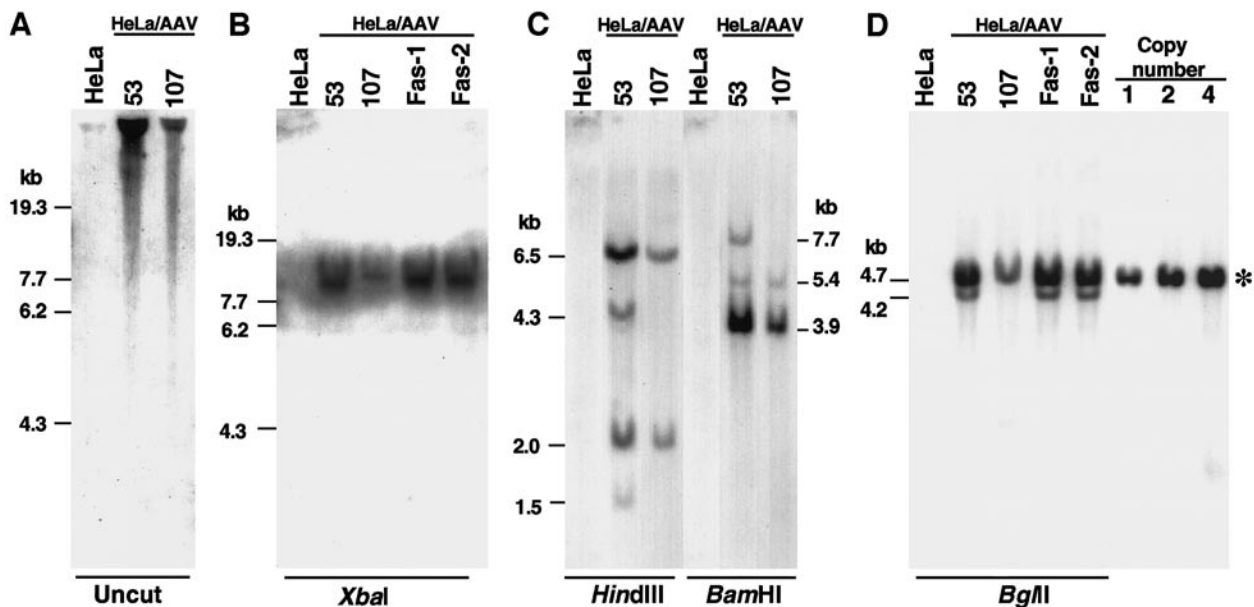 A
HeLa/AAV
HeLa
53
107
kb
19.3
7.7
6.2
4.3
Uncut
B
HeLa/AAV
HeLa
53
107
Fas-1
Fas-2
kb
19.3
7.7
6.2
4.3
XbaI
C
HeLa/AAV
HeLa/AAV
HeLa
53
107
HeLa
53
107
kb
6.5
4.3
2.0
1.5
kb
7.7
5.4
3.9
HindIII
BamHI
D
HeLa/AAV
Copy
number
HeLa
53
107
Fas-1
Fas-2
1 2 4
kb
4.7
4.2
*
BglII